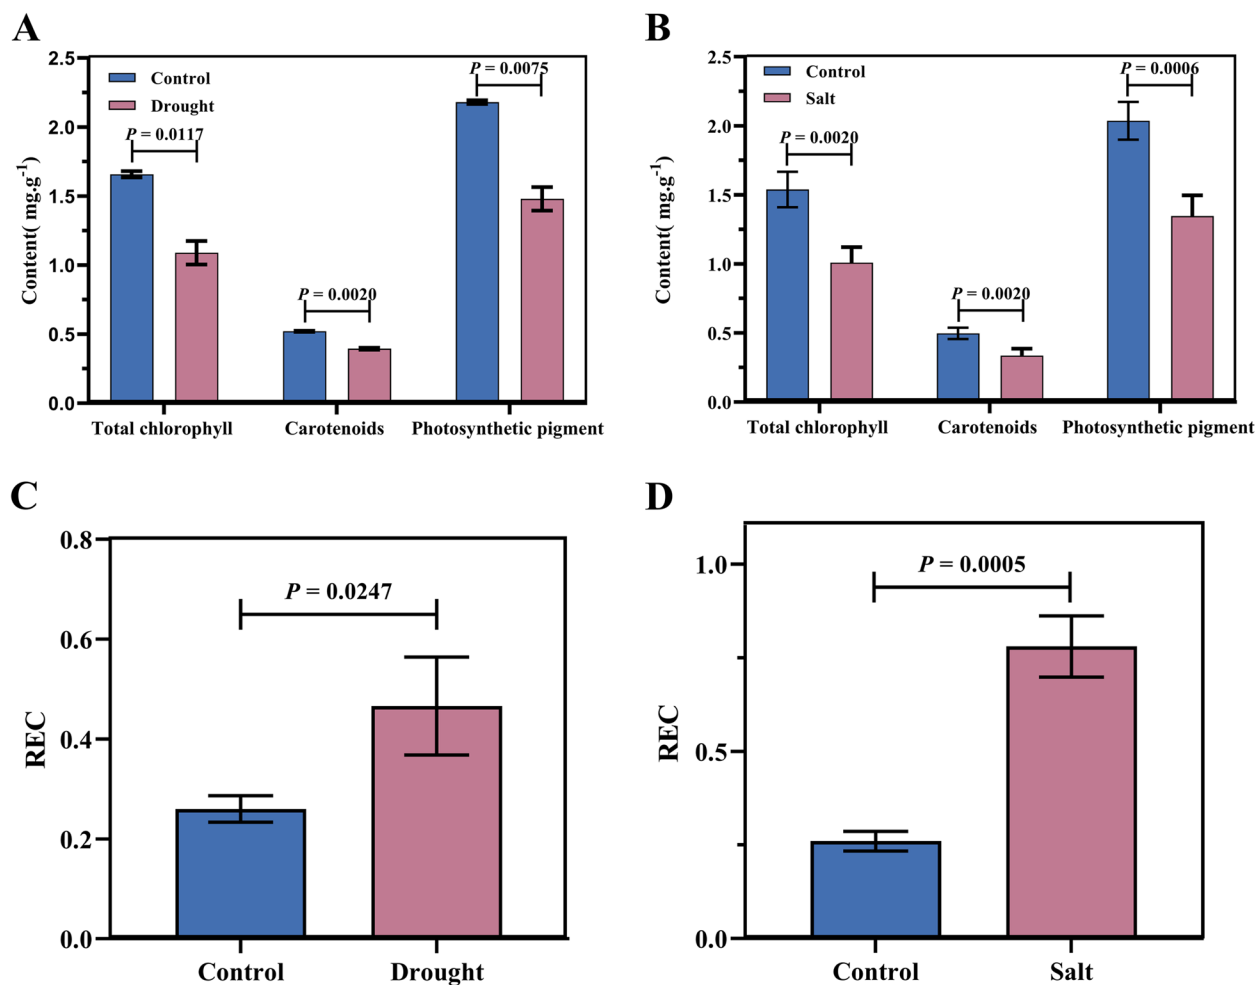 A
Content( mg.g-1)
2.5
2.0
1.5
1.0
0.5
0.0
Control
Drought
P = 0.0117
P = 0.0020
P = 0.0075
Total chlorophyll
Carotenoids
Photosynthetic pigment
B
Content( mg.g-1)
2.5
2.0
1.5
1.0
0.5
0.0
Control
Salt
P = 0.0020
P = 0.0020
P = 0.0006
Total chlorophyll
Carotenoids
Photosynthetic pigment
C
REC
0.8
0.6
0.4
0.2
0.0
P = 0.0247
Control
Drought
D
REC
1.0
0.5
0.0
P = 0.0005
Control
Salt